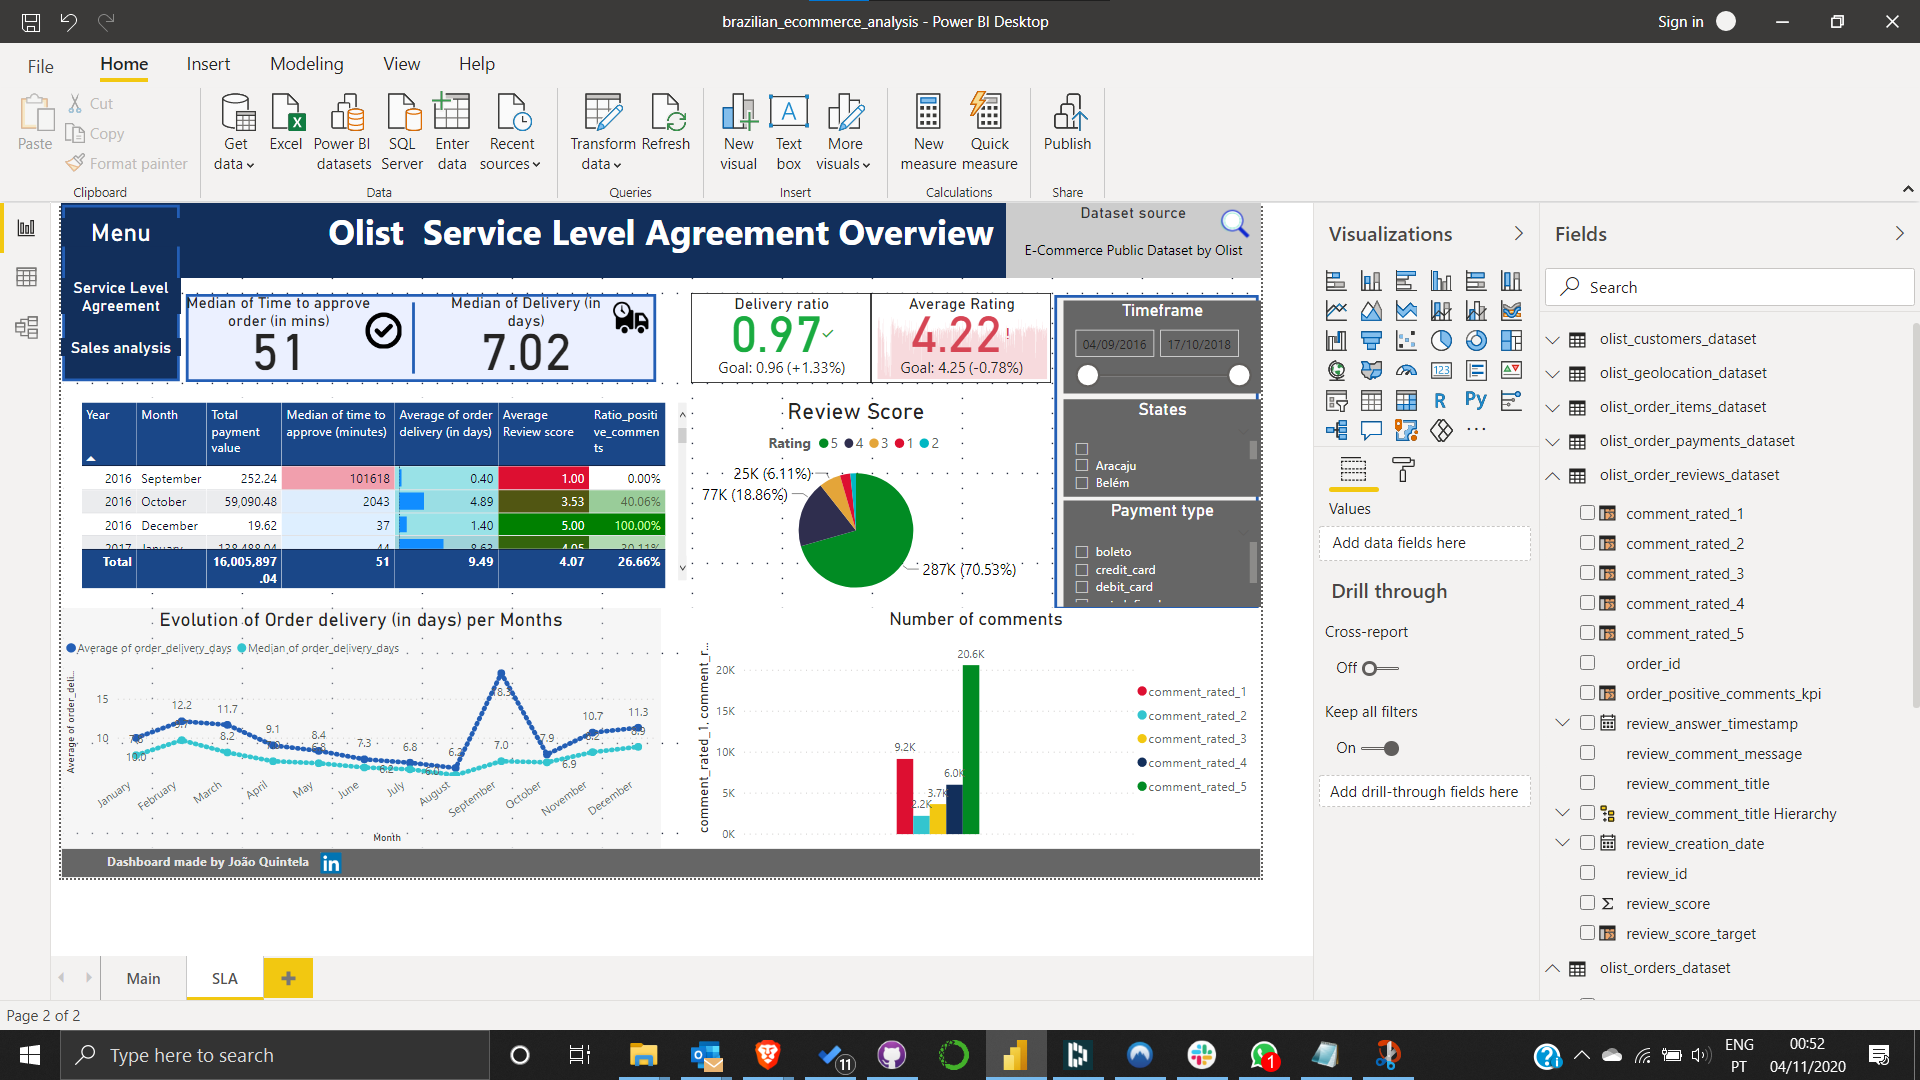 brazilian_ecommerce_analysis - Power BI Desktop
Sign in
File
Home
Insert
Modeling
View
Help
Paste
Cut
Copy
Format painter
Clipboard
Get data
Excel
Power BI datasets
SQL Server
Enter data
Recent sources
Data
Transform data
Refresh
Queries
New visual
Text box
More visuals
Insert
New measure
Quick measure
Calculations
Publish
Share
Menu
Service Level
Agreement
Sales analysis
Olist Service Level Agreement Overview
Dataset source
E-Commerce Public Dataset by Olist
Median of Time to approve
order (in mins)
51
Median of Delivery (in
days)
7.02
Delivery ratio
0.97
Goal: 0.96 (+1.33%)
Average Rating
4.22 !
Goal: 4.25 (-0.78%)
Timeframe
04/09/2016 17/10/2018
States
Aracaju
Belém
Payment type
boleto
credit_card
debit_card
Year Month Total payment value Median of time to approve (minutes) Average of order delivery (in days) Average Review score Ratio_positive_comments
2016 September 252.24 101618 0.40 1.00 0.00%
2016 October 59,090.48 2043 4.89 3.53 40.06%
2016 December 19.62 37 1.40 5.00 100.00%
Total 16,005,897.04 51 9.49 4.07 26.66%
Review Score
Rating 5 4 3 1 2
25K (6.11%)
77K (18.86%)
287K (70.53%)
Evolution of Order delivery (in days) per Months
Average of order_delivery_days Median of order_delivery_days
Average of order_deli...
15
10
12.2
11.7
8.2
9.1
8.4
7.3
6.8
7.0
7.9
6.9
10.7
11.3
January
February
March
April
May
June
July
August
September
October
November
December
Month
Number of comments
comment_rated_1, comment_r...
20K
15K
10K
5K
0K
9.2K
2.2K
3.7K
6.0K
20.6K
comment_rated_1
comment_rated_2
comment_rated_3
comment_rated_4
comment_rated_5
Dashboard made by João Quintela
in
Visualizations
123
R
Py
Values
Add data fields here
Drill through
Cross-report
Off
Keep all filters
On
Add drill-through fields here
Fields
Search
olist_customers_dataset
olist_geolocation_dataset
olist_order_items_dataset
olist_order_payments_dataset
olist_order_reviews_dataset
comment_rated_1
comment_rated_2
comment_rated_3
comment_rated_4
comment_rated_5
order_id
order_positive_comments_kpi
review_answer_timestamp
review_comment_message
review_comment_title
review_comment_title Hierarchy
review_creation_date
review_id
review_score
review_score_target
olist_orders_dataset
Main
SLA
Page 2 of 2
Type here to search
11
1
ENG
PT
00:52
04/11/2020